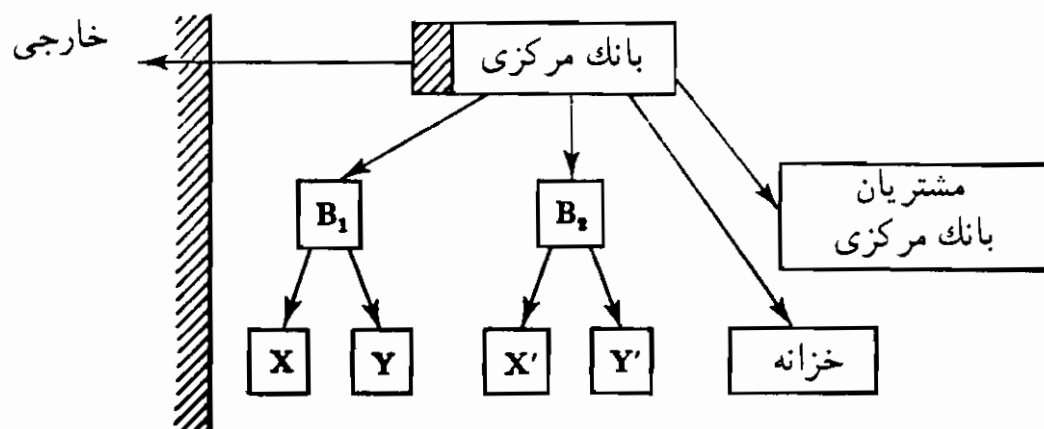 خارجی
بانك مرکزی
B₁
B₂
مشتریان
بانك مرکزی
X
Y
X′
Y′
خزانه